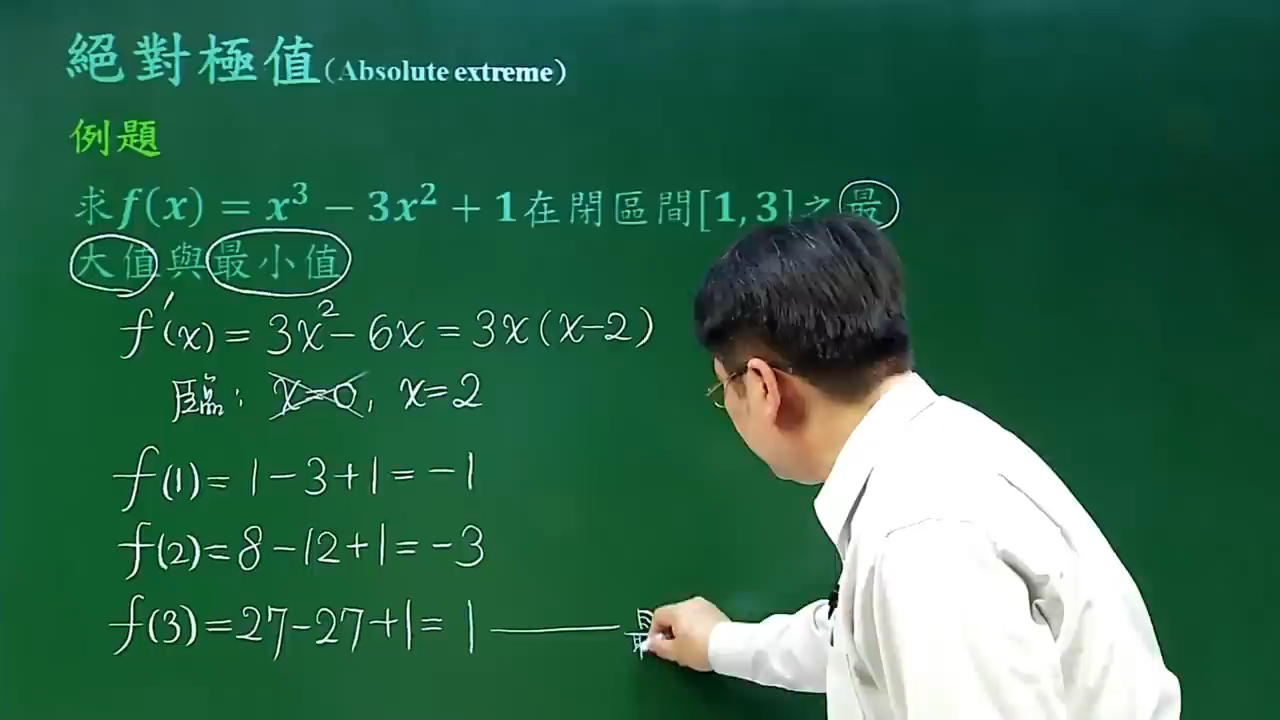 絕對極值(Absolute extreme)
例題
求f(x) = x³ − 3x² + 1在閉區間[1,3]之最
大值與最小值
f'(x) = 3x² − 6x = 3x(x−2)
臨: x=0, x=2
f(1) = 1−3+1 = −1
f(2) = 8−12+1 = −3
f(3) = 27−27+1 = 1